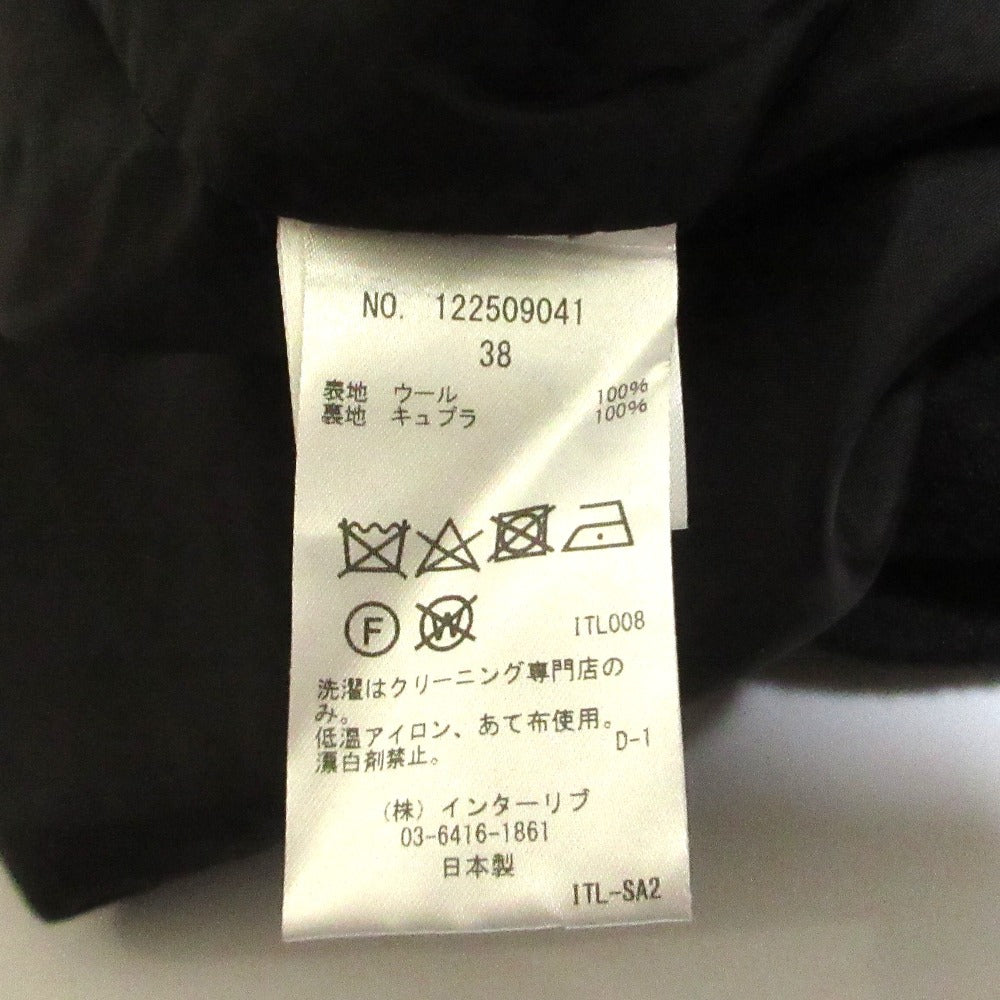 NO. 122509041
38
表地 ウール 100%
裏地 キュプラ 100%
F W
ITL008
洗濯はクリーニング専門店の
み。
低温アイロン、あて布使用。
漂白剤禁止。 D-1
(株) インターリブ
03-6416-1861
日本製
ITL-SA2